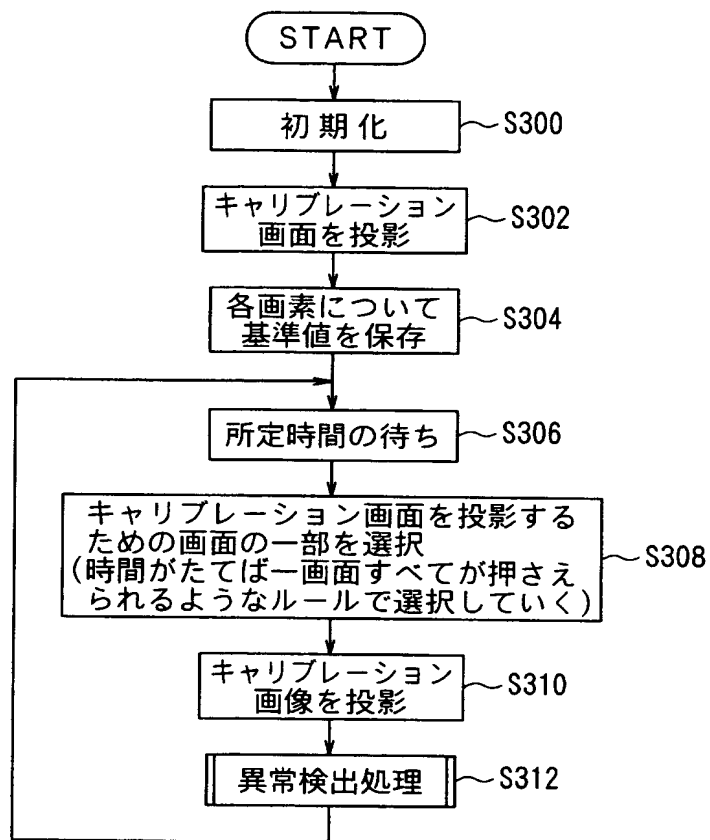 START
初期化
S300
キャリブレーション
画面を投影
S302
各画素について
基準値を保存
S304
所定時間の待ち
S306
キャリブレーション画面を投影する
ための画面の一部を選択
(時間がたてば一画面すべてが押さえ
られるようなルールで選択していく)
S308
キャリブレーション
画像を投影
S310
異常検出処理
S312